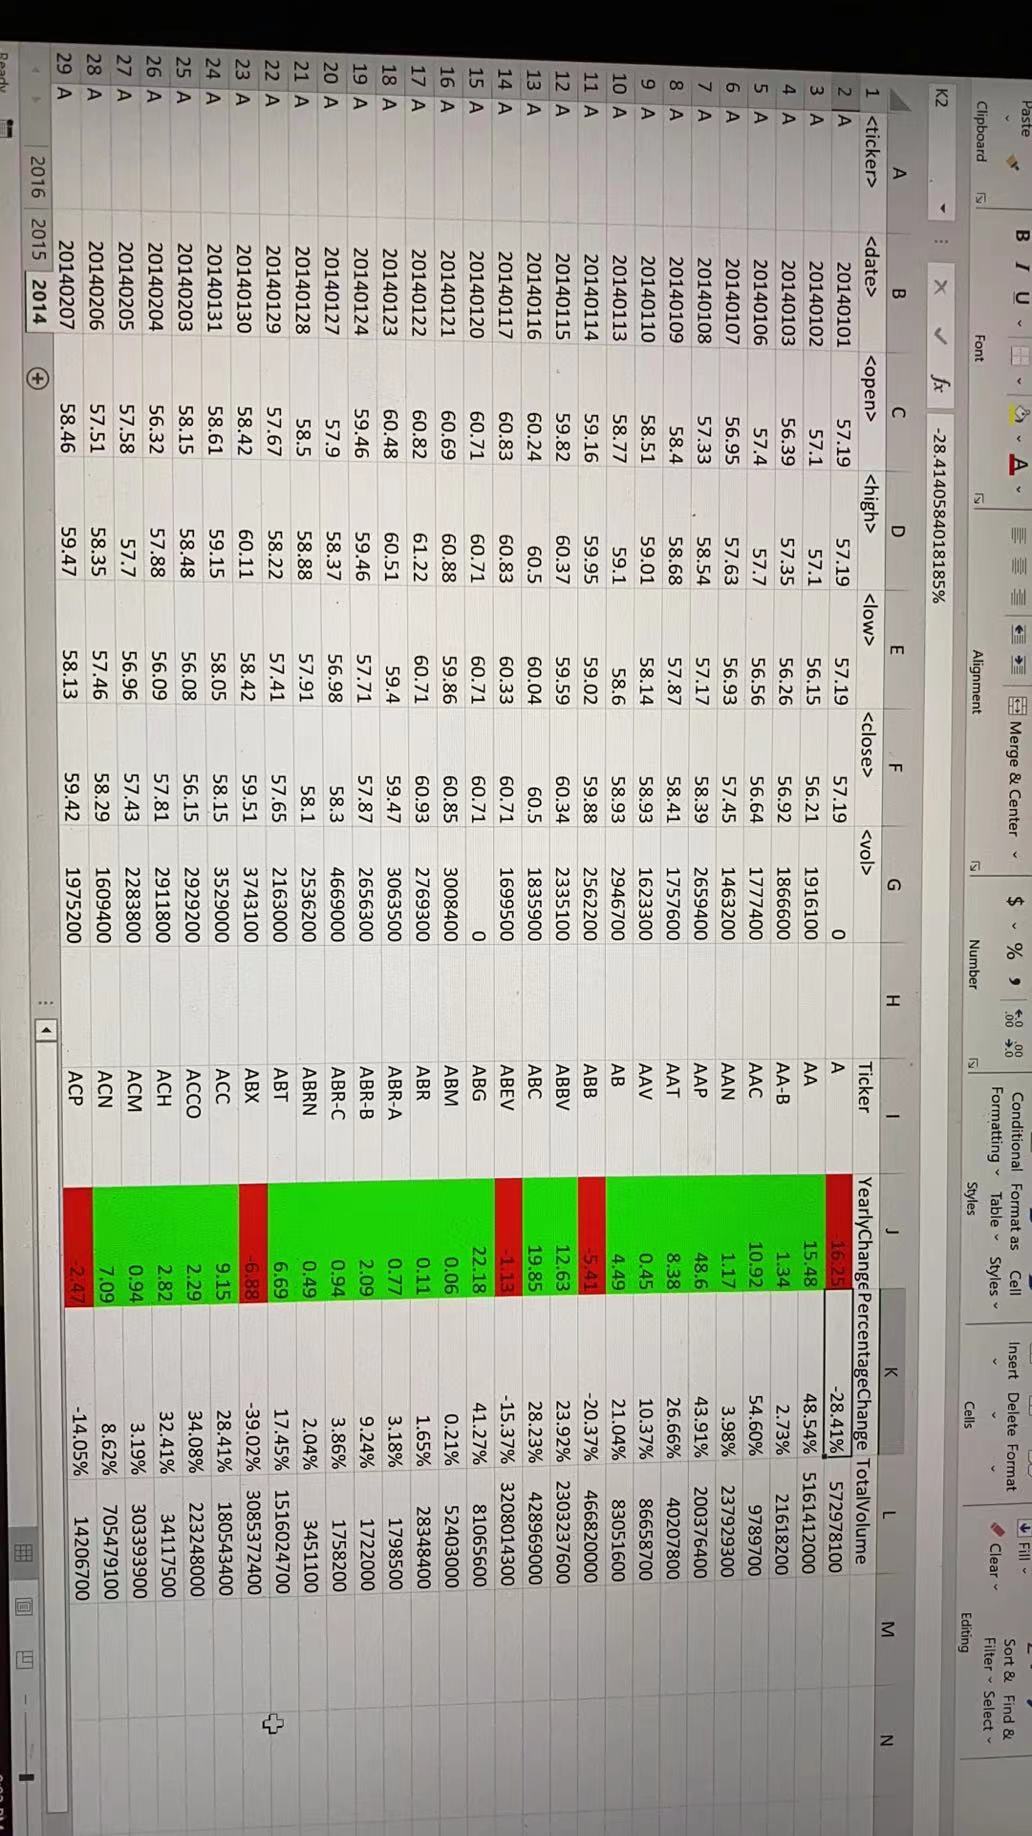 Paste
B I U
Merge & Center
$ % , .00 .00
Conditional Formatting
Format as Table
Cell Styles
Insert Delete Format
Fill
Clear
Sort & Filter
Find & Select
Clipboard Font Alignment Number Styles Cells Editing
K2 fx -28.4140584018185%
A B C D E F G H I J K L M N
1 <ticker> <date> <open> <high> <low> <close> <vol> Ticker YearlyChange PercentageChange TotalVolume
2 A 20140101 57.19 57.19 57.19 57.19 0 A -16.25 -28.41% 572978100
3 A 20140102 57.1 57.1 56.15 56.21 1916100 AA 15.48 48.54% 5161412000
4 A 20140103 56.39 57.35 56.26 56.92 1866600 AA-B 1.34 2.73% 21618200
5 A 20140106 57.4 57.7 56.56 56.64 1777400 AAC 10.92 54.60% 9789700
6 A 20140107 56.95 57.63 56.93 57.45 1463200 AAN 1.17 3.98% 237929300
7 A 20140108 57.33 58.54 57.17 58.39 2659400 AAP 48.6 43.91% 200376400
8 A 20140109 58.4 58.68 57.87 58.41 1757600 AAT 8.38 26.66% 40207800
9 A 20140110 58.51 59.01 58.14 58.93 1623300 AAV 0.45 10.37% 86658700
10 A 20140113 58.77 59.1 58.6 58.93 2946700 AB 4.49 21.04% 83051600
11 A 20140114 59.16 59.95 59.02 59.88 2562200 ABB -5.41 -20.37% 466820000
12 A 20140115 59.82 60.37 59.59 60.34 2335100 ABBV 12.63 23.92% 2303237600
13 A 20140116 60.24 60.5 60.04 60.5 1835900 ABC 19.85 28.23% 428969000
14 A 20140117 60.83 60.83 60.33 60.71 1699500 ABEV -1.13 -15.37% 3208014300
15 A 20140120 60.71 60.71 60.71 60.71 0 ABG 22.18 41.27% 81065600
16 A 20140121 60.69 60.88 59.86 60.85 3008400 ABM 0.06 0.21% 52403000
17 A 20140122 60.82 61.22 60.71 60.93 2769300 ABR 0.11 1.65% 28348400
18 A 20140123 60.48 60.51 59.4 59.47 3063500 ABR-A 0.77 3.18% 1798500
19 A 20140124 59.46 59.46 57.71 57.87 2656300 ABR-B 2.09 9.24% 1722000
20 A 20140127 57.9 58.37 56.98 58.3 4669000 ABR-C 0.94 3.86% 1758200
21 A 20140128 58.5 58.88 57.91 58.1 2536200 ABRN 0.49 2.04% 3451100
22 A 20140129 57.67 58.22 57.41 57.65 2163000 ABT 6.69 17.45% 1516024700
23 A 20140130 58.42 60.11 58.42 59.51 3743100 ABX -6.88 -39.02% 3085372400
24 A 20140131 58.61 59.15 58.05 58.15 3529000 ACC 9.15 28.41% 180543400
25 A 20140203 58.15 58.48 56.08 56.15 2929200 ACCO 2.29 34.08% 223248000
26 A 20140204 56.32 57.88 56.09 57.81 2911800 ACH 2.82 32.41% 34117500
27 A 20140205 57.58 57.7 56.96 57.43 2283800 ACM 0.94 3.19% 303393900
28 A 20140206 57.51 58.35 57.46 58.29 1609400 ACN 7.09 8.62% 705479100
29 A 20140207 58.46 59.47 58.13 59.42 1975200 ACP -2.47 -14.05% 14206700
2016 2015 2014
Ready